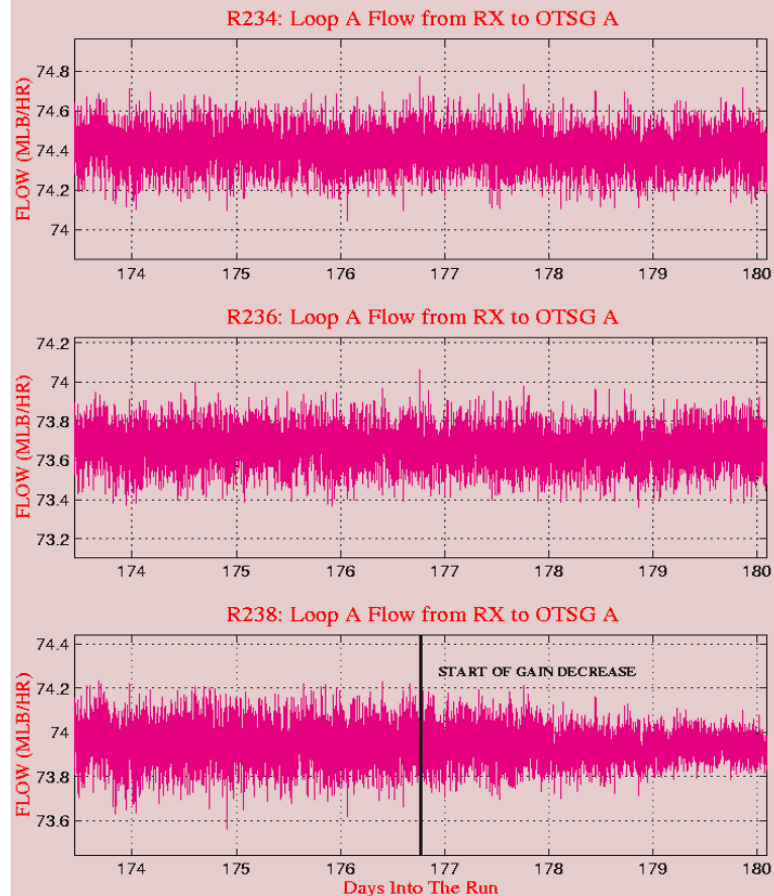 R234: Loop A Flow from RX to OTSG A
FLOW (MLB/HR)
74.8
74.6
74.4
74.2
74
174 175 176 177 178 179 180
R236: Loop A Flow from RX to OTSG A
FLOW (MLB/HR)
74.2
74
73.8
73.6
73.4
73.2
174 175 176 177 178 179 180
R238: Loop A Flow from RX to OTSG A
FLOW (MLB/HR)
74.4
START OF GAIN DECREASE
74.2
74
73.8
73.6
174 175 176 177 178 179 180
Days Into The Run